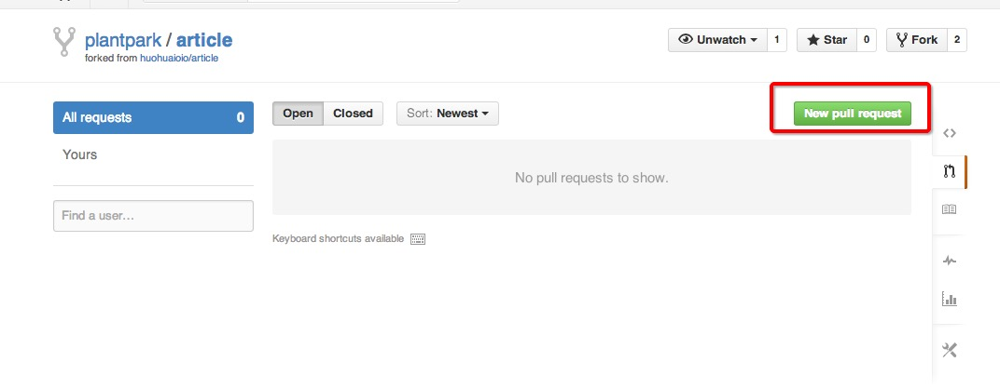 plantpark / article
forked from huohuaioio/article
Unwatch 1 Star 0 Fork 2
All requests 0
Yours
Find a user…
Open Closed Sort: Newest New pull request
No pull requests to show.
Keyboard shortcuts available